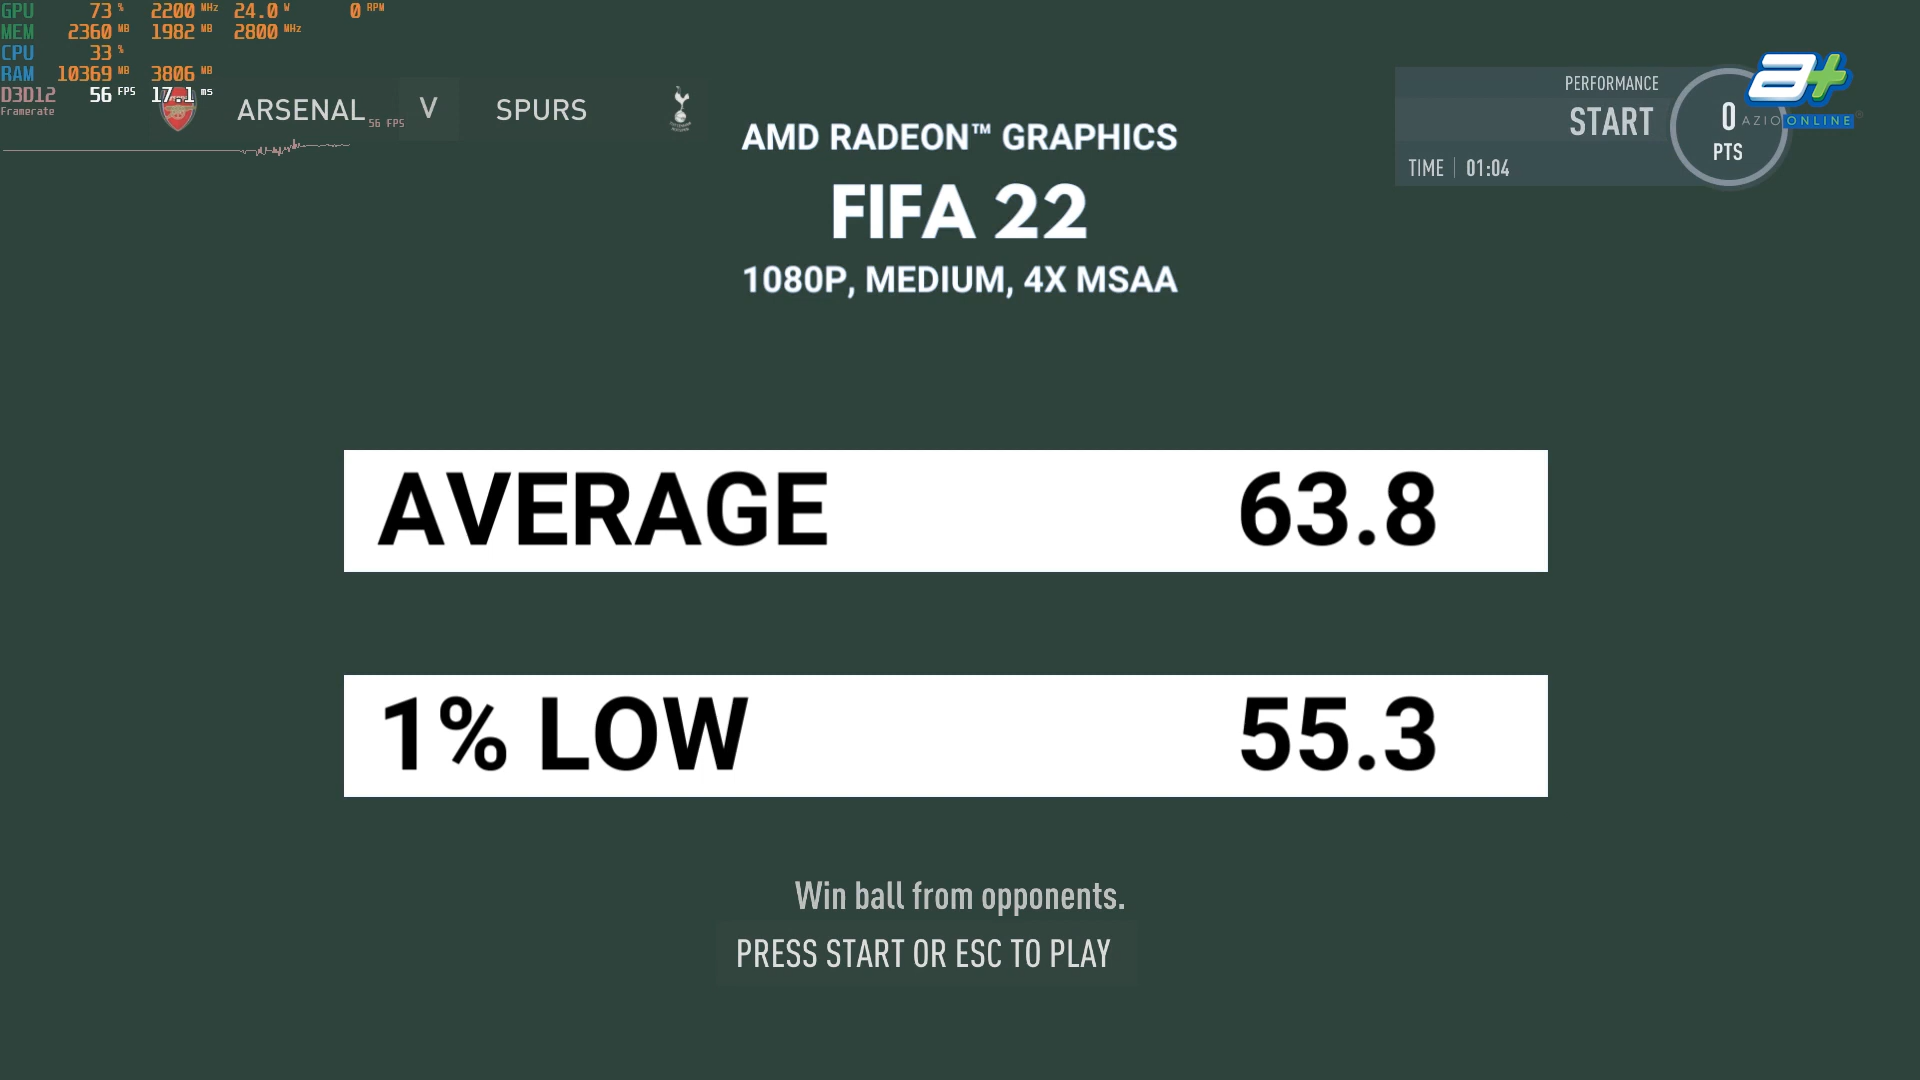 GPU 73 % 2200 MHz 24.0 W 0 RPM
MEM 2360 MB 1982 MB 2800 MHz
CPU 33 %
RAM 10369 MB 3806 MB
D3D12 56 FPS 17.1 ms
Framerate
56 FPS
ARSENAL V SPURS
AMD RADEON™ GRAPHICS
FIFA 22
1080P, MEDIUM, 4X MSAA
PERFORMANCE
START
0
PTS
TIME 01:04
a+
AZIO ONLINE
AVERAGE 63.8
1% LOW 55.3
Win ball from opponents.
PRESS START OR ESC TO PLAY